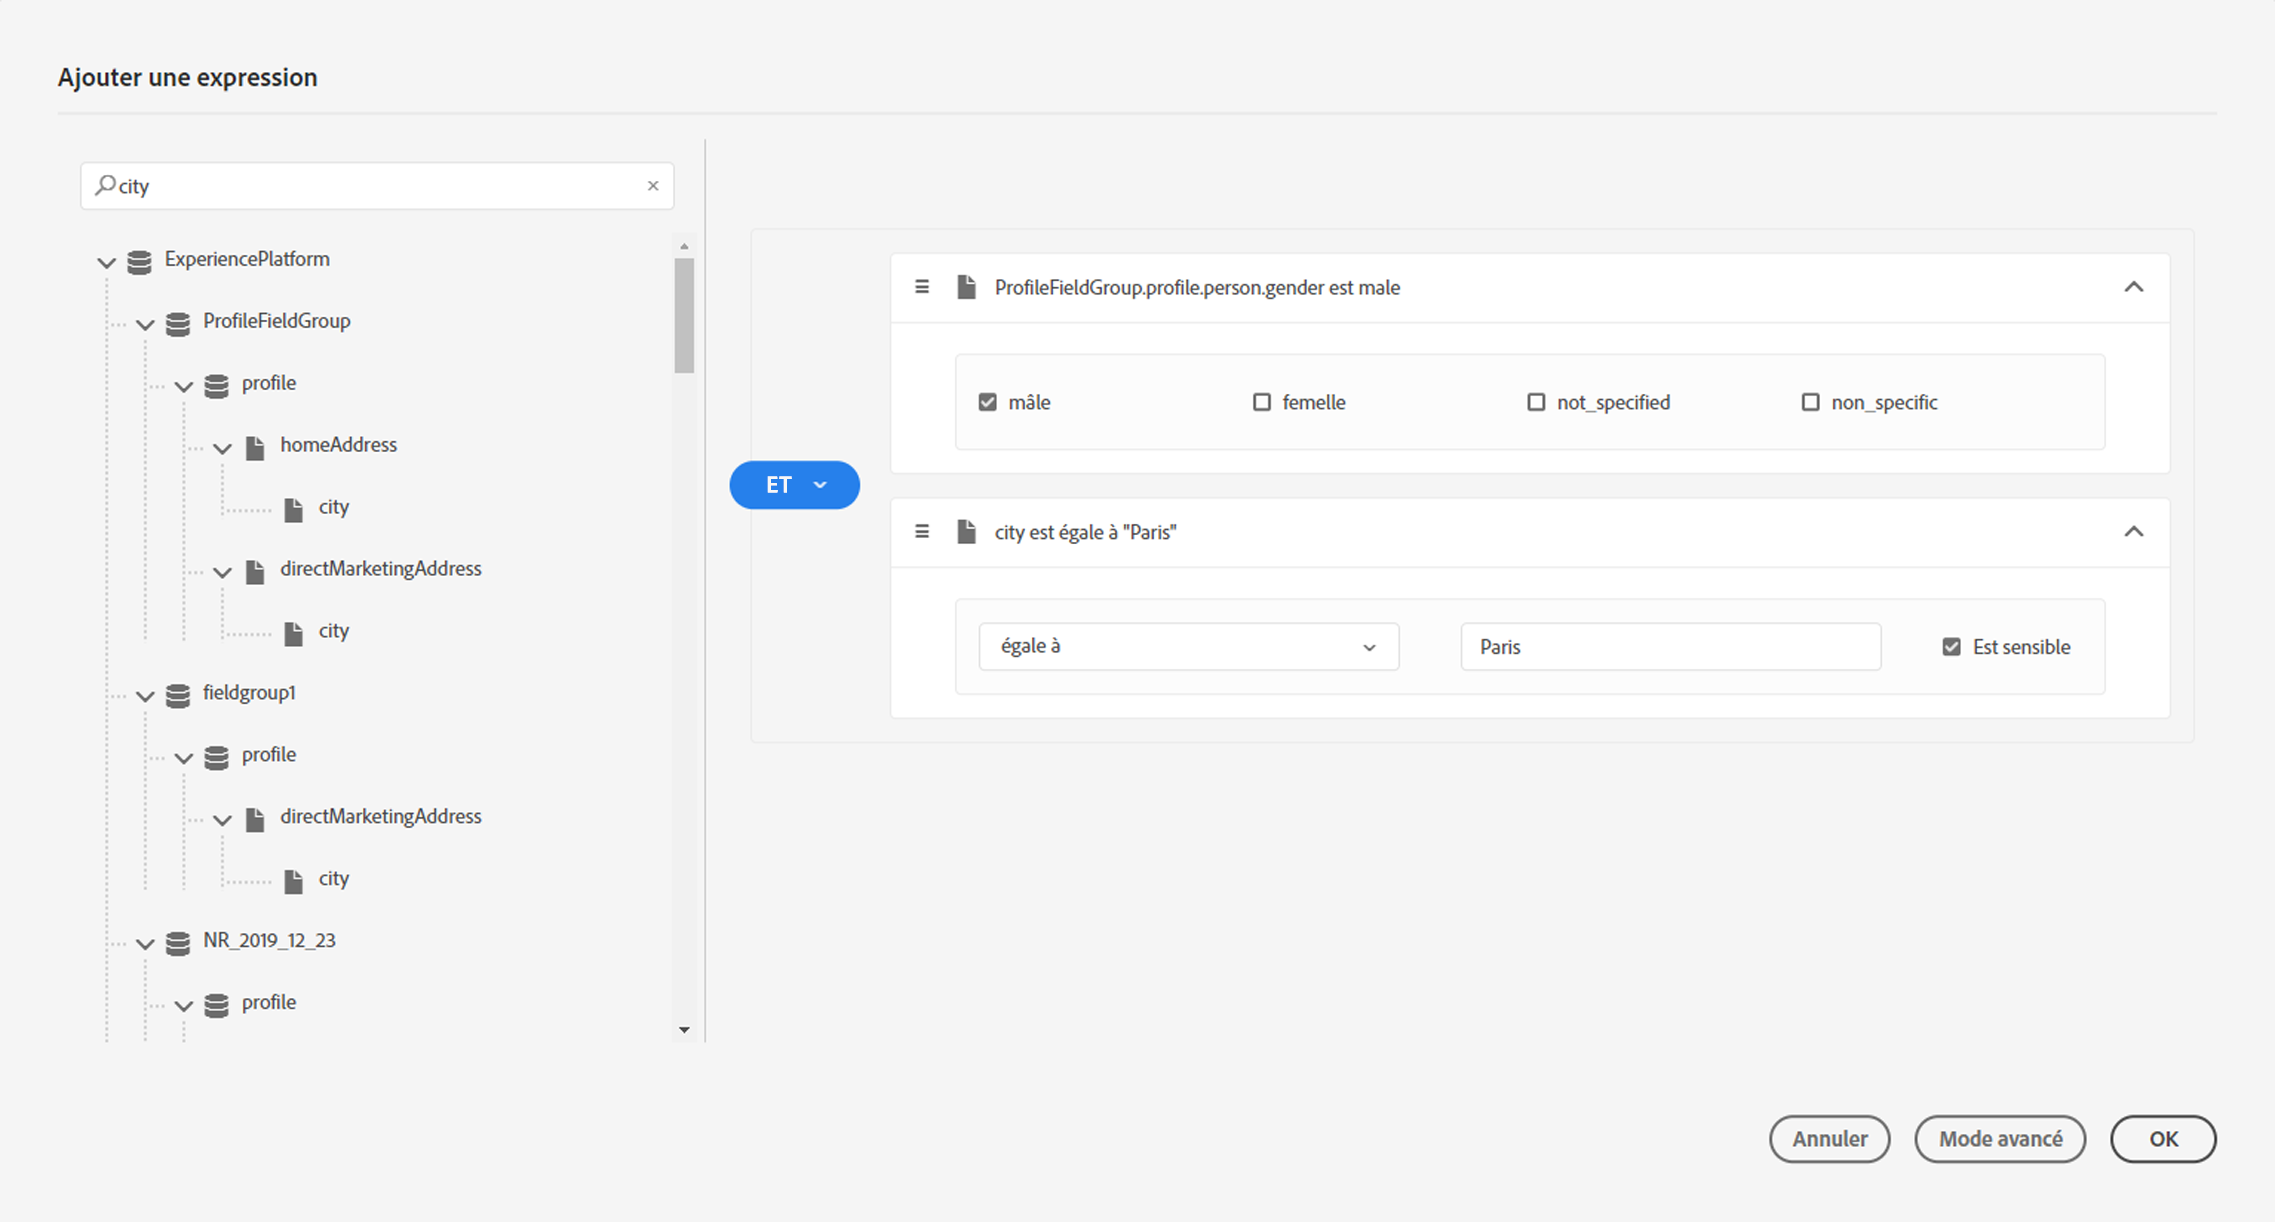 Ajouter une expression
city
ExperiencePlatform
ProfileFieldGroup
profile
homeAddress
city
directMarketingAddress
city
fieldgroup1
profile
directMarketingAddress
city
NR_2019_12_23
profile
ET
ProfileFieldGroup.profile.person.gender est male
mâle femelle not_specified non_specific
city est égale à "Paris"
égale à Paris Est sensible
Annuler Mode avancé OK